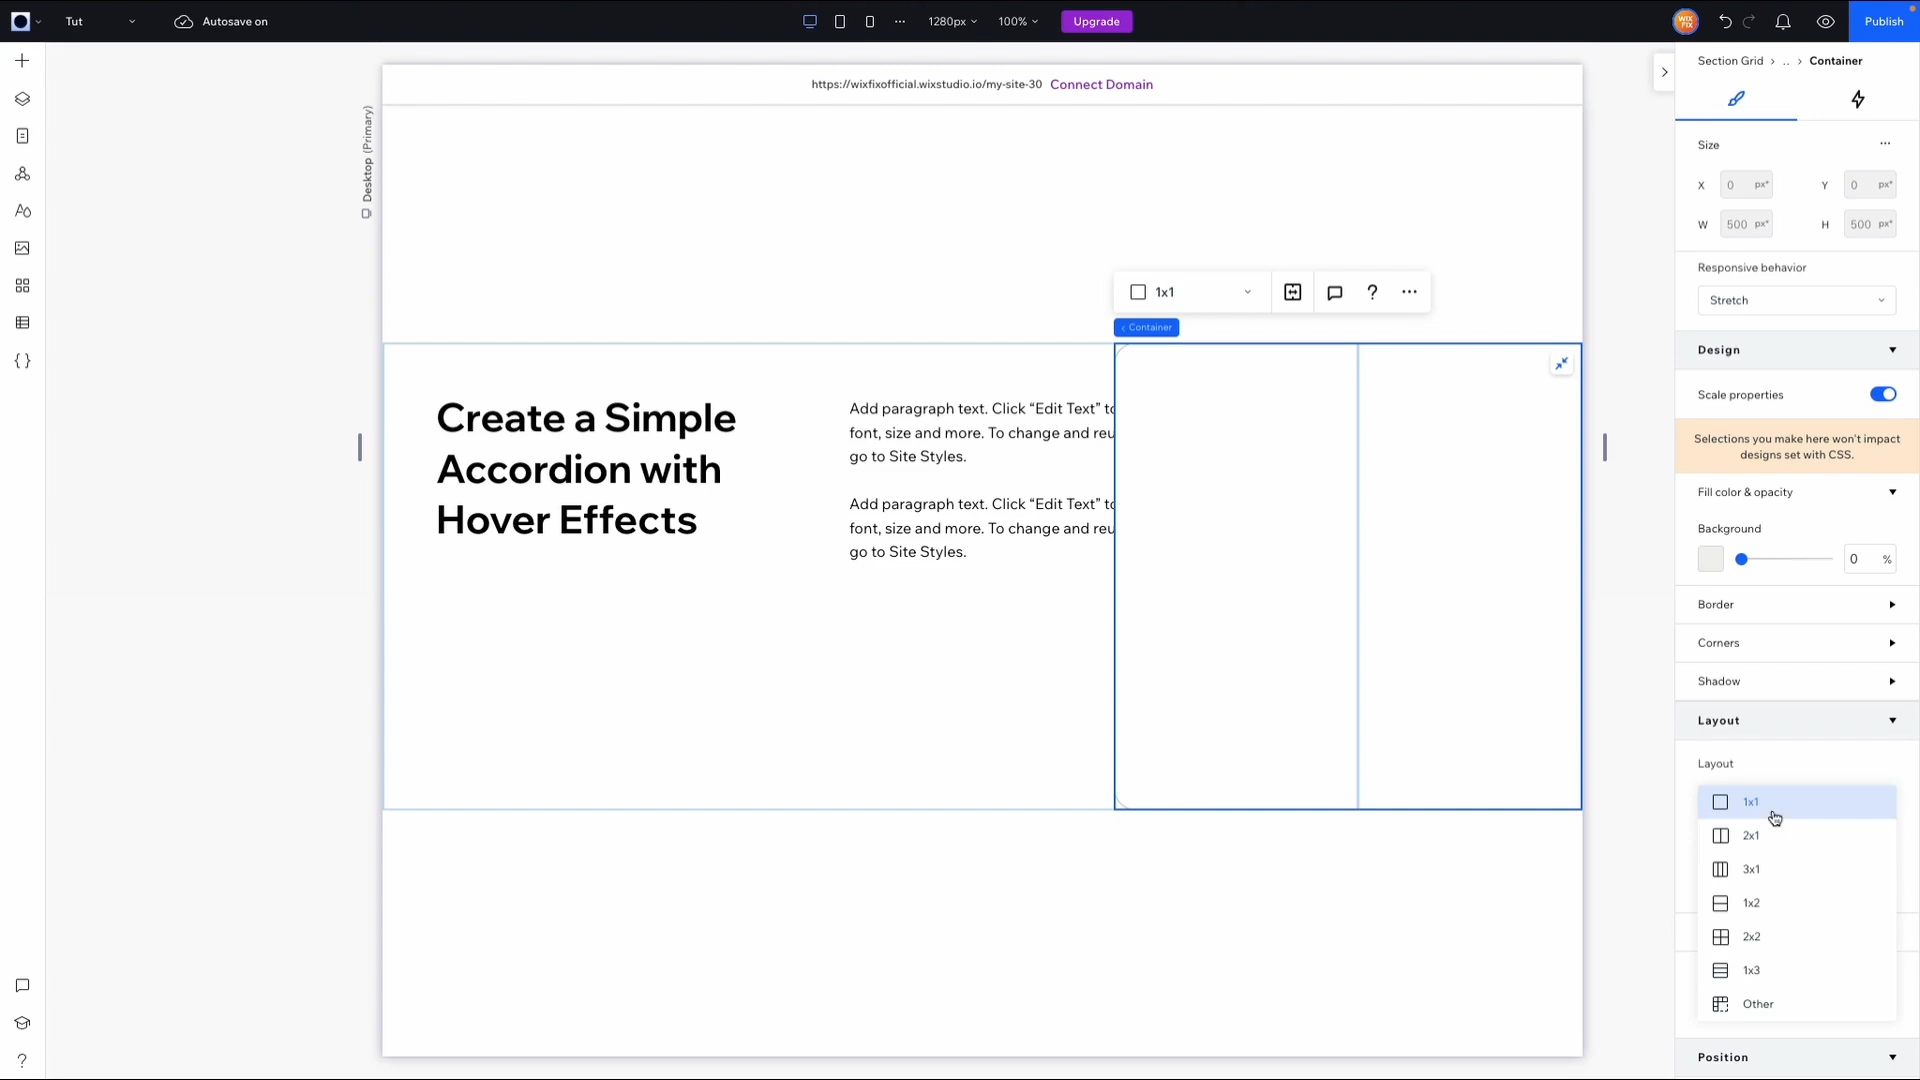 Tut
Autosave on
1280px
100%
Upgrade
WIX
FIX
Publish
https://wixfixofficial.wixstudio.io/my-site-30 Connect Domain
Desktop (Primary)
1x1
?
Container
Create a Simple
Accordion with
Hover Effects
Add paragraph text. Click “Edit Text” to
font, size and more. To change and reu
go to Site Styles.
Add paragraph text. Click “Edit Text” to
font, size and more. To change and reu
go to Site Styles.
?
Section Grid > .. > Container
Size
X 0 px* Y 0 px*
W 500 px* H 500 px*
Responsive behavior
Stretch
Design
Scale properties
Selections you make here won't impact
designs set with CSS.
Fill color & opacity
Background
0 %
Border
Corners
Shadow
Layout
Layout
1x1
2x1
3x1
1x2
2x2
1x3
Other
Position